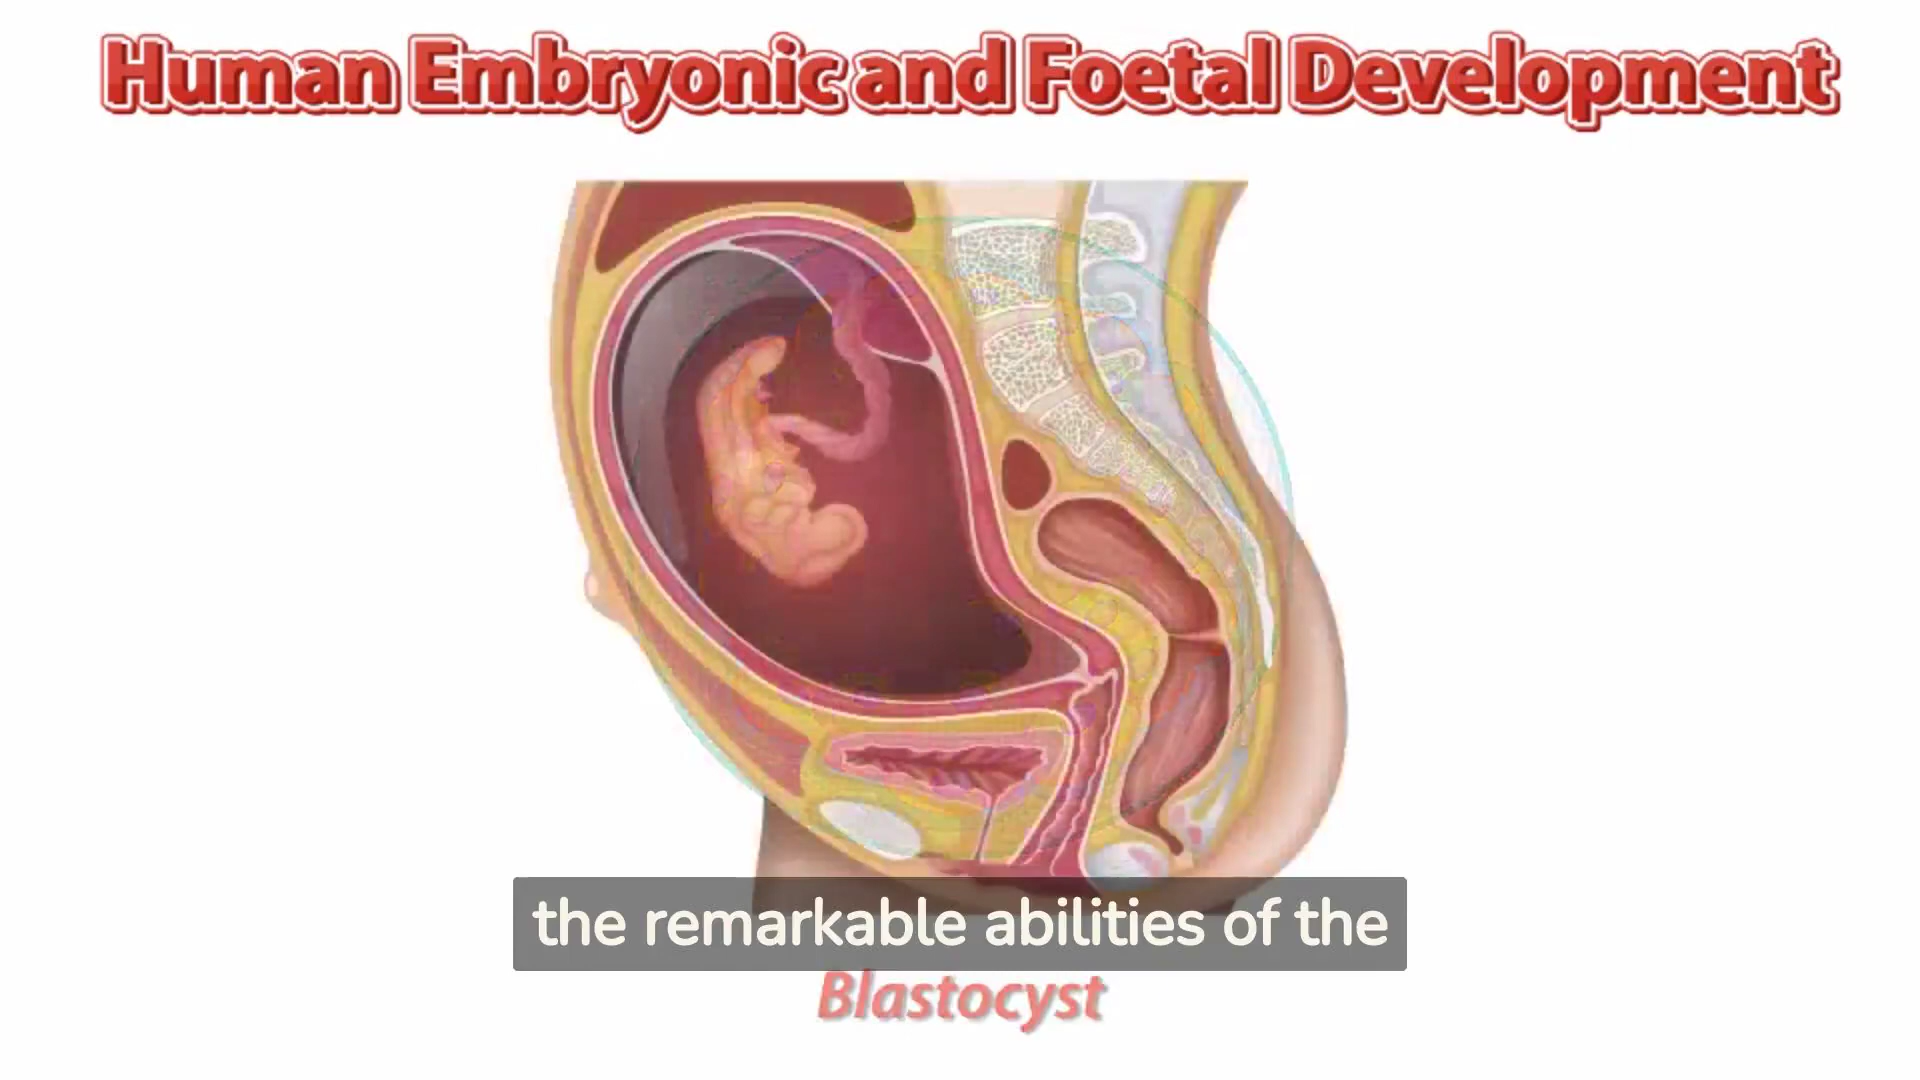 Human Embryonic and Foetal Development
the remarkable abilities of the
Blastocyst